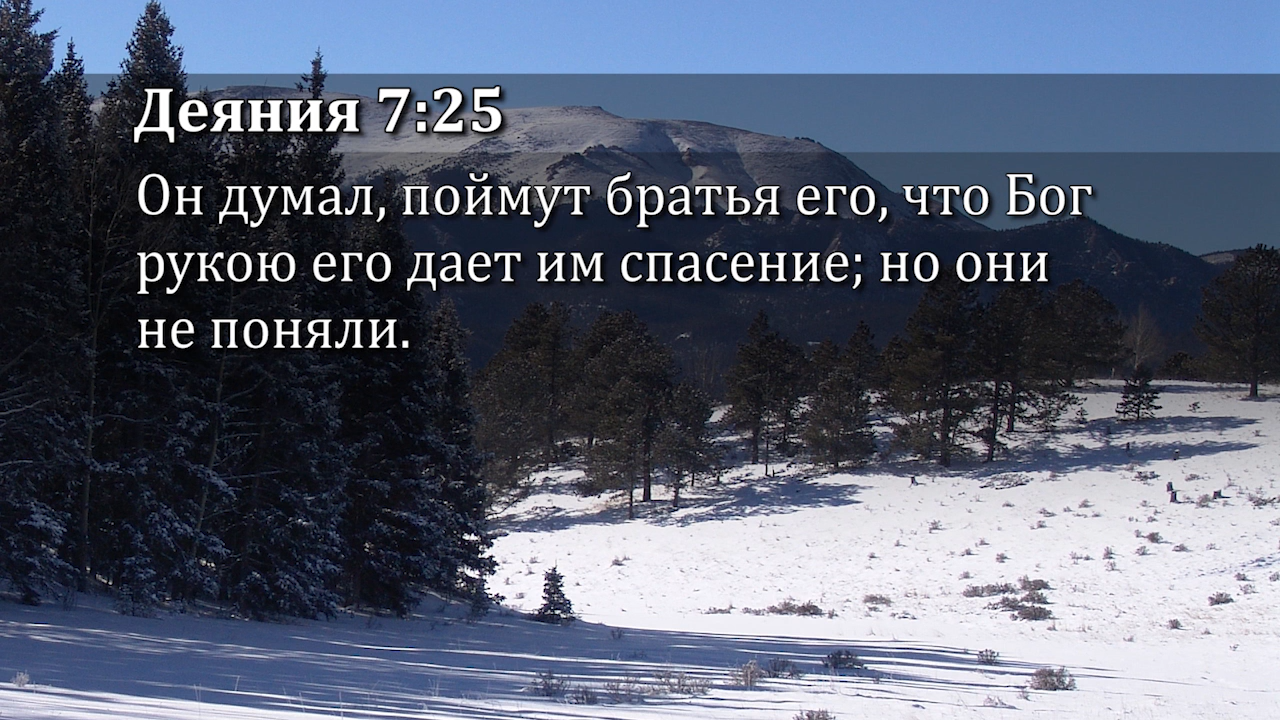 Деяния 7:25
Он думал, поймут братья его, что Бог
рукою его дает им спасение; но они
не поняли.